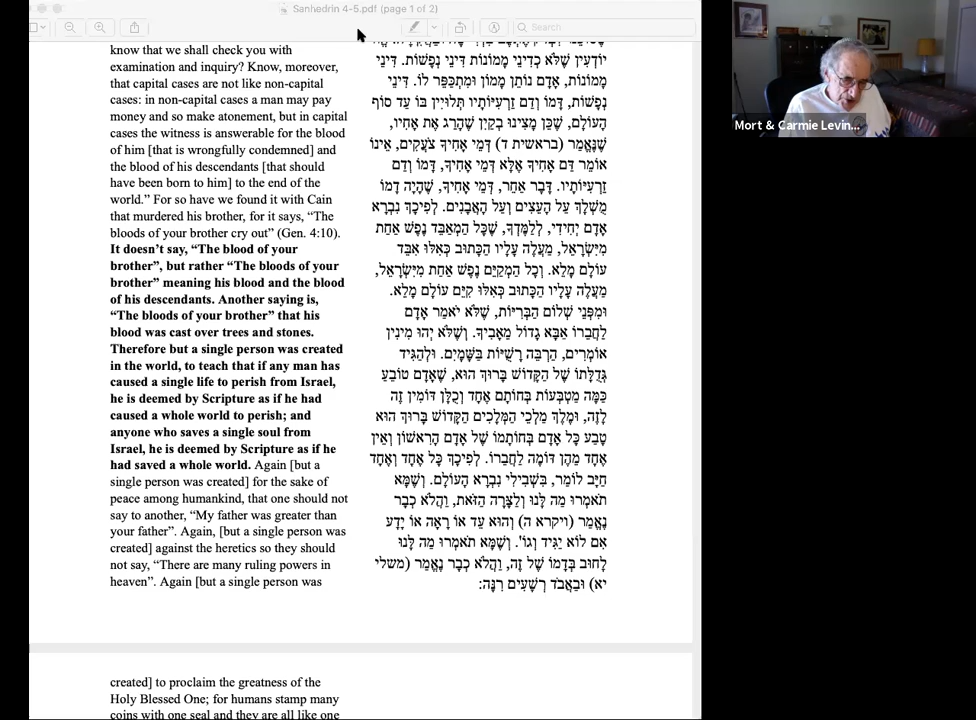 Sanhedrin 4-5.pdf (page 1 of 2)
Search
know that we shall check you with
examination and inquiry? Know, moreover,
that capital cases are not like non-capital
cases: in non-capital cases a man may pay
money and so make atonement, but in capital
cases the witness is answerable for the blood
of him [that is wrongfully condemned] and
the blood of his descendants [that should
have been born to him] to the end of the
world.” For so have we found it with Cain
that murdered his brother, for it says, “The
bloods of your brother cry out” (Gen. 4:10).
It doesn’t say, “The blood of your
brother”, but rather “The bloods of your
brother” meaning his blood and the blood
of his descendants. Another saying is,
“The bloods of your brother” that his
blood was cast over trees and stones.
Therefore but a single person was created
in the world, to teach that if any man has
caused a single life to perish from Israel,
he is deemed by Scripture as if he had
caused a whole world to perish; and
anyone who saves a single soul from
Israel, he is deemed by Scripture as if he
had saved a whole world. Again [but a
single person was created] for the sake of
peace among humankind, that one should not
say to another, “My father was greater than
your father”. Again, [but a single person was
created] against the heretics so they should
not say, “There are many ruling powers in
heaven”. Again [but a single person was
created] to proclaim the greatness of the
Holy Blessed One; for humans stamp many
coins with one seal and they are all like one
יוֹדְעִין שֶׁלֹּא כְדִינֵי מָמוֹנוֹת דִּינֵי נְפָשׁוֹת. דִּינֵי
מָמוֹנוֹת, אָדָם נוֹתֵן מָמוֹן וּמִתְכַּפֵּר לוֹ. דִּינֵי
נְפָשׁוֹת, דָּמוֹ וְדַם זַרְעִיּוֹתָיו תְּלוּיִין בּוֹ עַד סוֹף
הָעוֹלָם, שֶׁכֵּן מָצִינוּ בְקַיִן שֶׁהָרַג אֶת אָחִיו,
שֶׁנֶּאֱמַר (בראשית ד) דְּמֵי אָחִיךָ צֹעֲקִים, אֵינוֹ
אוֹמֵר דַּם אָחִיךָ אֶלָּא דְּמֵי אָחִיךָ, דָּמוֹ וְדַם
זַרְעִיּוֹתָיו. דָּבָר אַחֵר, דְּמֵי אָחִיךָ, שֶׁהָיָה דָמוֹ
מֻשְׁלָךְ עַל הָעֵצִים וְעַל הָאֲבָנִים. לְפִיכָךְ נִבְרָא
אָדָם יְחִידִי, לְלַמֶּדְךָ, שֶׁכָּל הַמְאַבֵּד נֶפֶשׁ אַחַת
מִיִּשְׂרָאֵל, מַעֲלֶה עָלָיו הַכָּתוּב כְּאִלּוּ אִבֵּד
עוֹלָם מָלֵא. וְכָל הַמְקַיֵּם נֶפֶשׁ אַחַת מִיִּשְׂרָאֵל,
מַעֲלֶה עָלָיו הַכָּתוּב כְּאִלּוּ קִיֵּם עוֹלָם מָלֵא.
וּמִפְּנֵי שְׁלוֹם הַבְּרִיּוֹת, שֶׁלֹּא יֹאמַר אָדָם
לַחֲבֵרוֹ אַבָּא גָדוֹל מֵאָבִיךָ. וְשֶׁלֹּא יְהוּ מִינִין
אוֹמְרִים, הַרְבֵּה רָשֻׁיּוֹת בַּשָּׁמָיִם. וּלְהַגִּיד
גְּדֻלָּתוֹ שֶׁל הַקָּדוֹשׁ בָּרוּךְ הוּא, שֶׁאָדָם טוֹבֵעַ
כַּמָּה מַטְבְּעוֹת בְּחוֹתָם אֶחָד וְכֻלָּן דּוֹמִין זֶה
לָזֶה, וּמֶלֶךְ מַלְכֵי הַמְּלָכִים הַקָּדוֹשׁ בָּרוּךְ הוּא
טָבַע כָּל אָדָם בְּחוֹתָמוֹ שֶׁל אָדָם הָרִאשׁוֹן וְאֵין
אֶחָד מֵהֶן דּוֹמֶה לַחֲבֵרוֹ. לְפִיכָךְ כָּל אֶחָד וְאֶחָד
חַיָּב לוֹמַר, בִּשְׁבִילִי נִבְרָא הָעוֹלָם. וְשֶׁמָּא
תֹאמְרוּ מַה לָּנוּ וְלַצָּרָה הַזֹּאת, וַהֲלֹא כְבָר
נֶאֱמַר (ויקרא ה) וְהוּא עֵד אוֹ רָאָה אוֹ יָדָע
אִם לוֹא יַגִּיד וְגוֹ'. וְשֶׁמָּא תֹאמְרוּ מַה לָּנוּ
לָחוּב בְּדָמוֹ שֶׁל זֶה, וַהֲלֹא כְבָר נֶאֱמַר (משלי
יא) וּבַאֲבֹד רְשָׁעִים רִנָּה:
Mort & Carmie Levin...